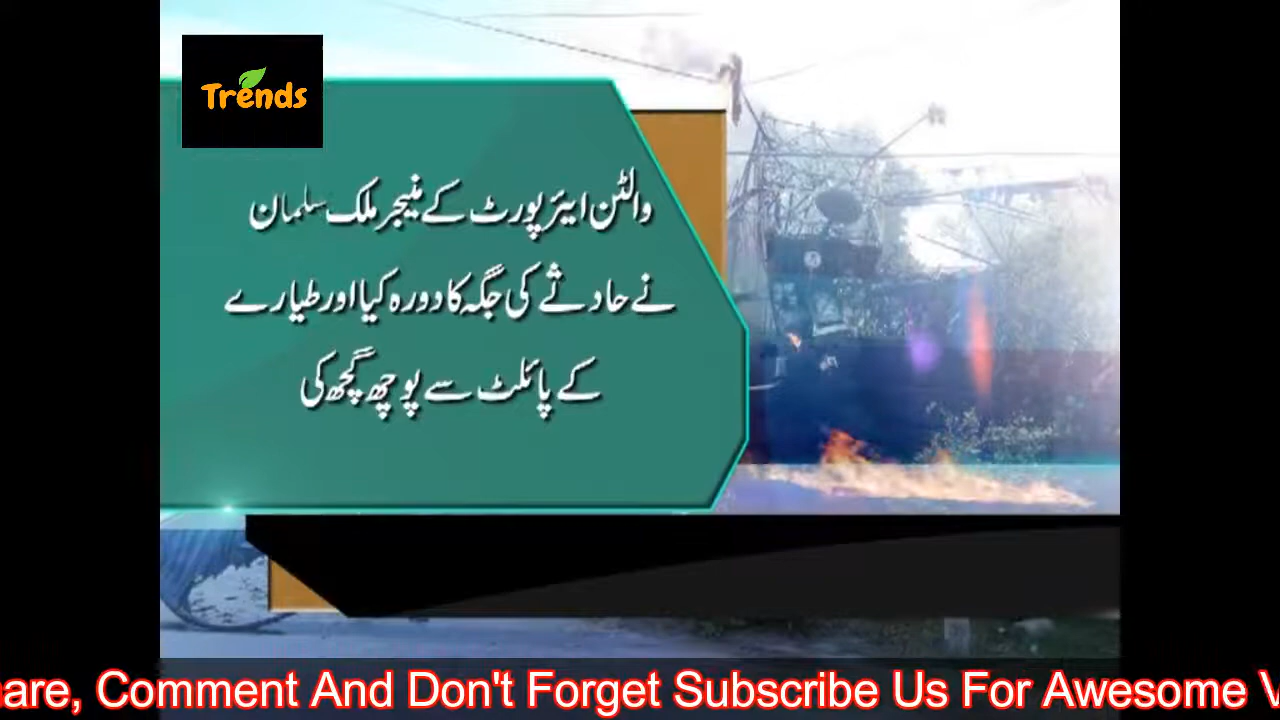 Trends
والٹن ایئرپورٹ کے منیجر ملک سلمان
نے حادثے کی جگہ کا دورہ کیا اور طیارے
کے پائلٹ سے پوچھ گچھ کی
are, Comment And Don't Forget Subscribe Us For Awesome V